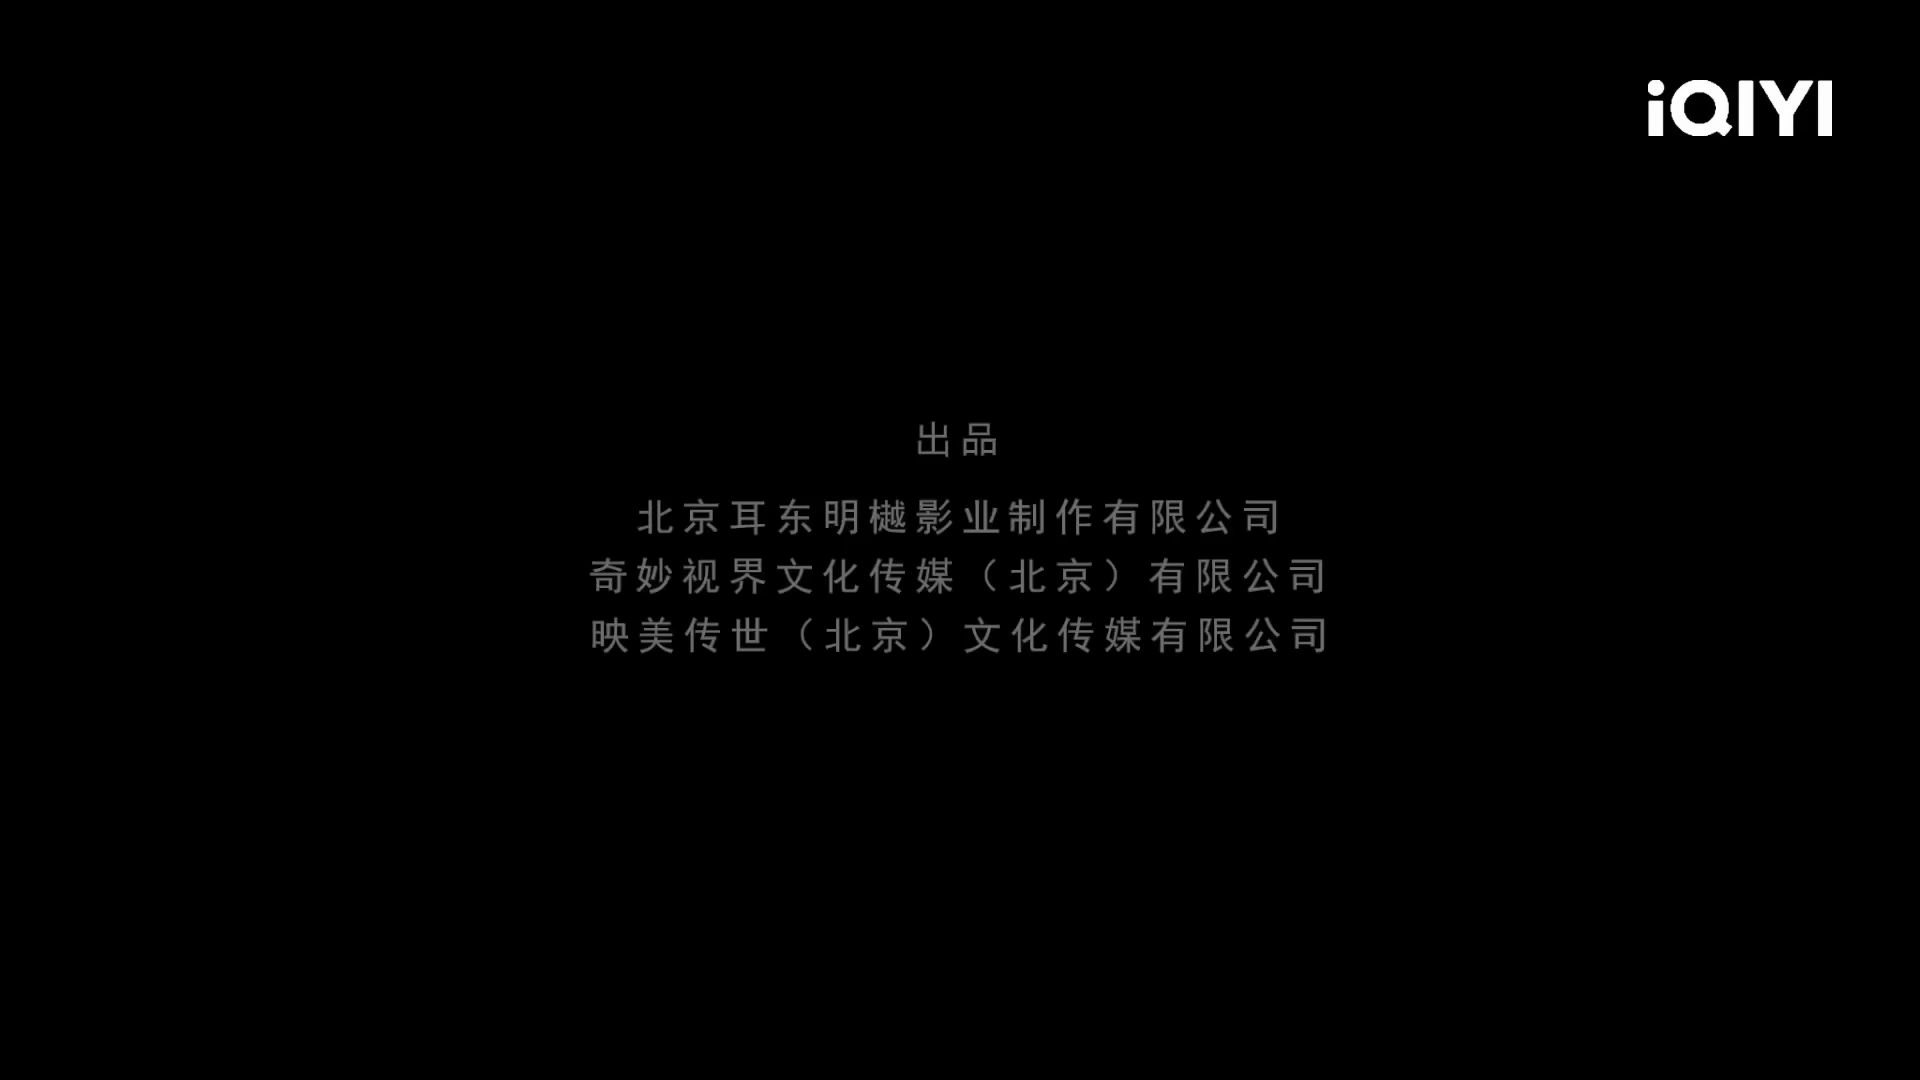 iQIYI
出品
北京耳东明樾影业制作有限公司
奇妙视界文化传媒（北京）有限公司
映美传世（北京）文化传媒有限公司